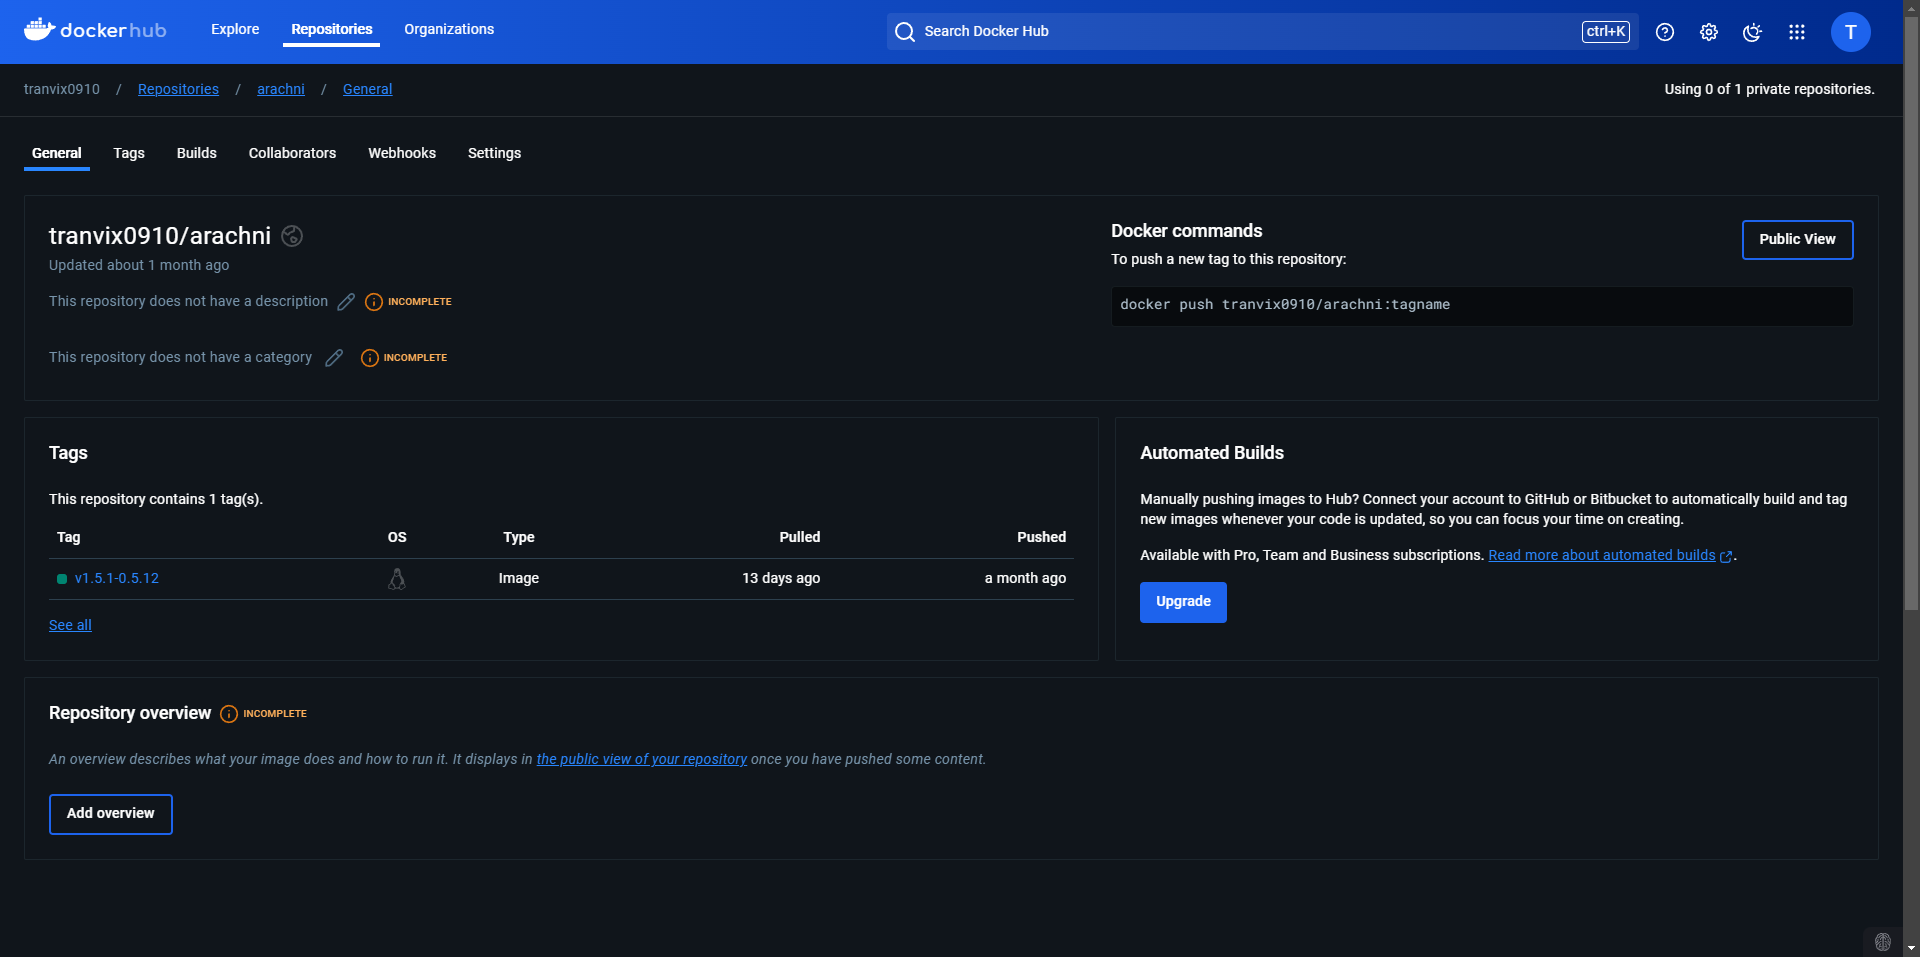 docker hub
Explore
Repositories
Organizations
Search Docker Hub
ctrl+K
T
tranvix0910 / Repositories / arachni / General
Using 0 of 1 private repositories.
General
Tags
Builds
Collaborators
Webhooks
Settings
tranvix0910/arachni
Updated about 1 month ago
This repository does not have a description
INCOMPLETE
This repository does not have a category
INCOMPLETE
Docker commands
To push a new tag to this repository:
Public View
docker push tranvix0910/arachni:tagname
Tags
This repository contains 1 tag(s).
Tag OS Type Pulled Pushed
v1.5.1-0.5.12 Image 13 days ago a month ago
See all
Automated Builds
Manually pushing images to Hub? Connect your account to GitHub or Bitbucket to automatically build and tag
new images whenever your code is updated, so you can focus your time on creating.
Available with Pro, Team and Business subscriptions. Read more about automated builds.
Upgrade
Repository overview
INCOMPLETE
An overview describes what your image does and how to run it. It displays in the public view of your repository once you have pushed some content.
Add overview